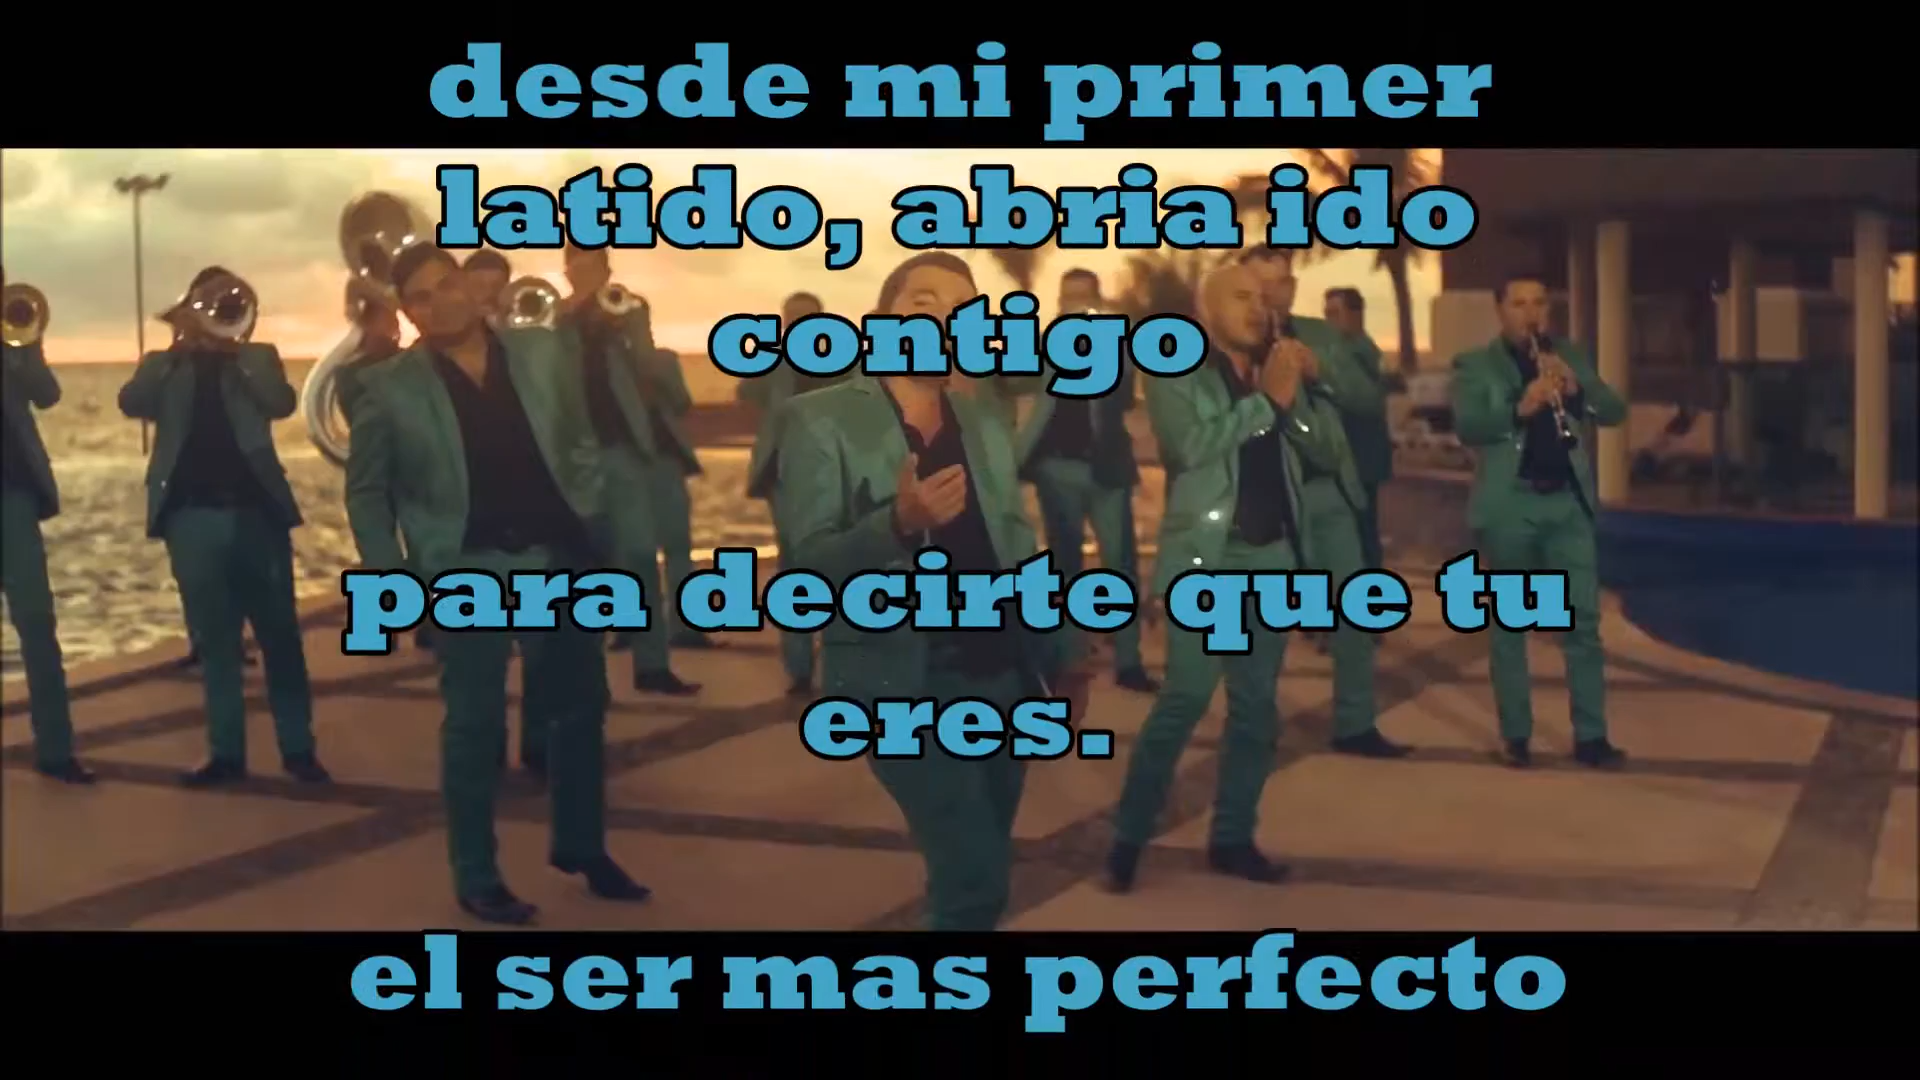 desde mi primer
latido, abria ido
contigo
para decirte que tu
eres.
el ser mas perfecto